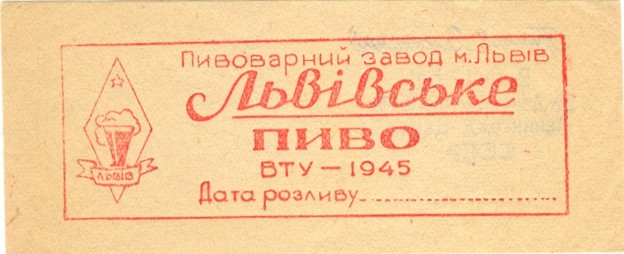 Пивоварний завод м. Львів
Львівське
ПИВО
ВТУ — 1945
Дата розливу
ЛЬВІВ